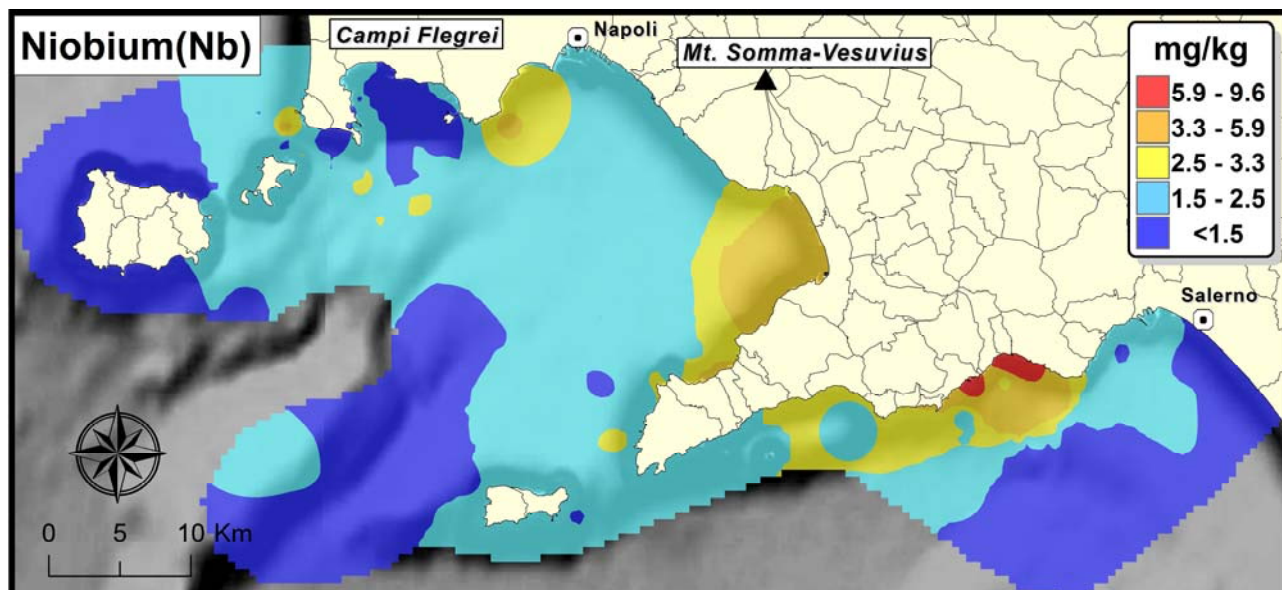 Niobium(Nb)
Campi Flegrei
Napoli
Mt. Somma-Vesuvius
mg/kg
5.9 - 9.6
3.3 - 5.9
2.5 - 3.3
1.5 - 2.5
<1.5
Salerno
0 5 10 Km